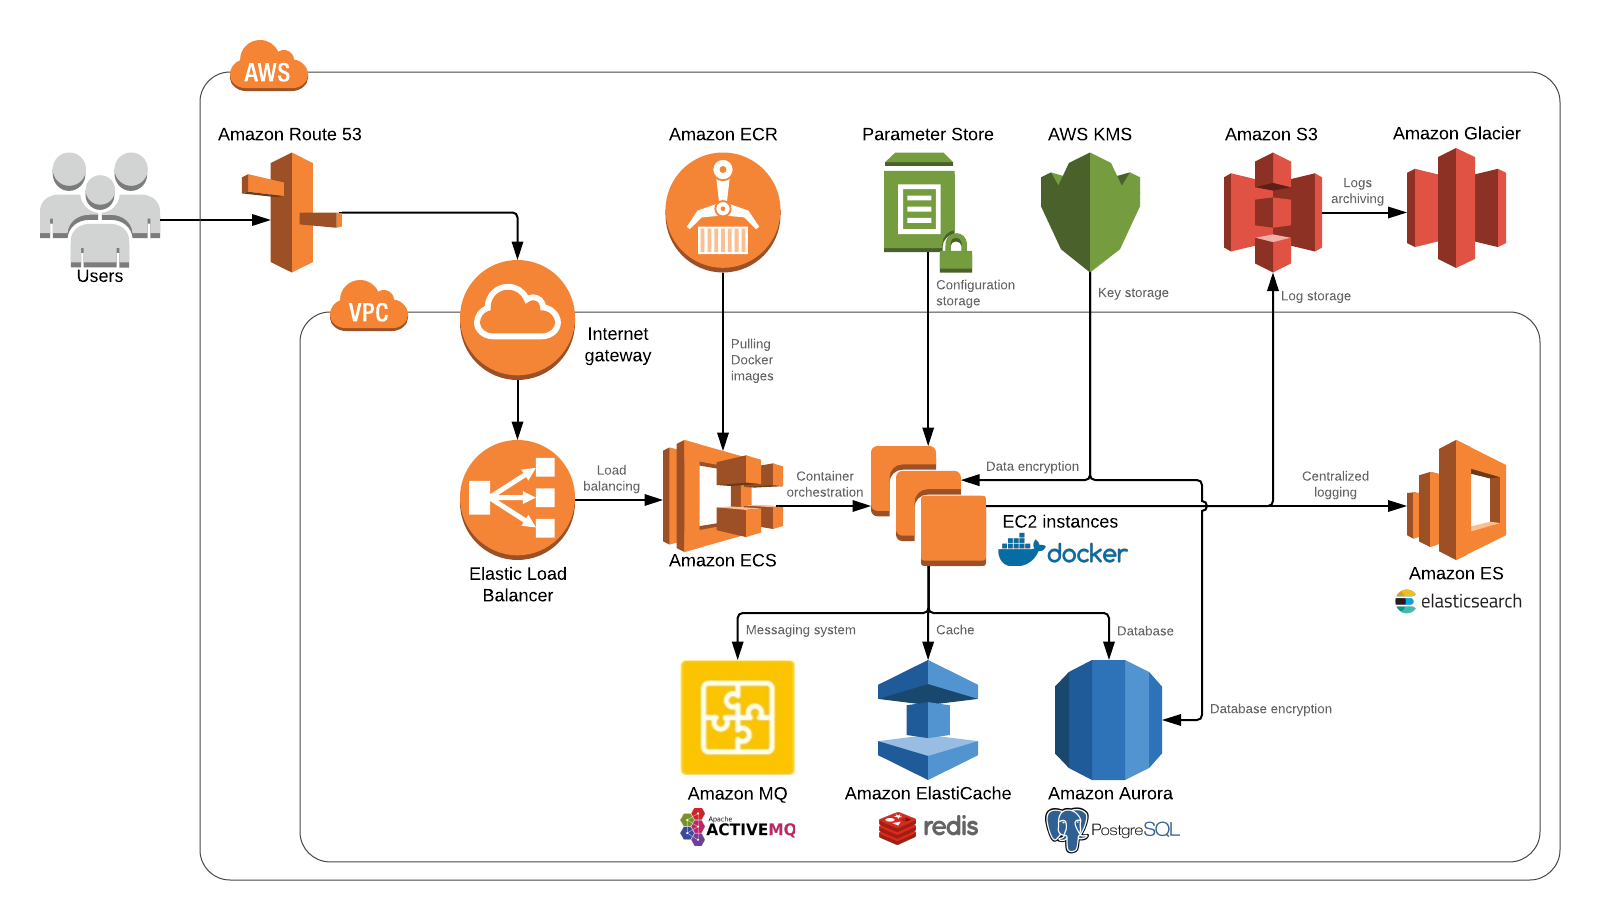 AWS
Amazon Route 53
Amazon ECR
Parameter Store
AWS KMS
Amazon S3
Amazon Glacier
Users
Logs
archiving
VPC
Internet
gateway
Pulling
Docker
images
Configuration
storage
Key storage
Log storage
Load
balancing
Container
orchestration
Data encryption
Centralized
logging
EC2 instances
docker
Amazon ECS
Elastic Load
Balancer
Amazon ES
elasticsearch
Messaging system
Cache
Database
Database encryption
Amazon MQ
Apache
ACTIVEMQ
Amazon ElastiCache
redis
Amazon Aurora
PostgreSQL